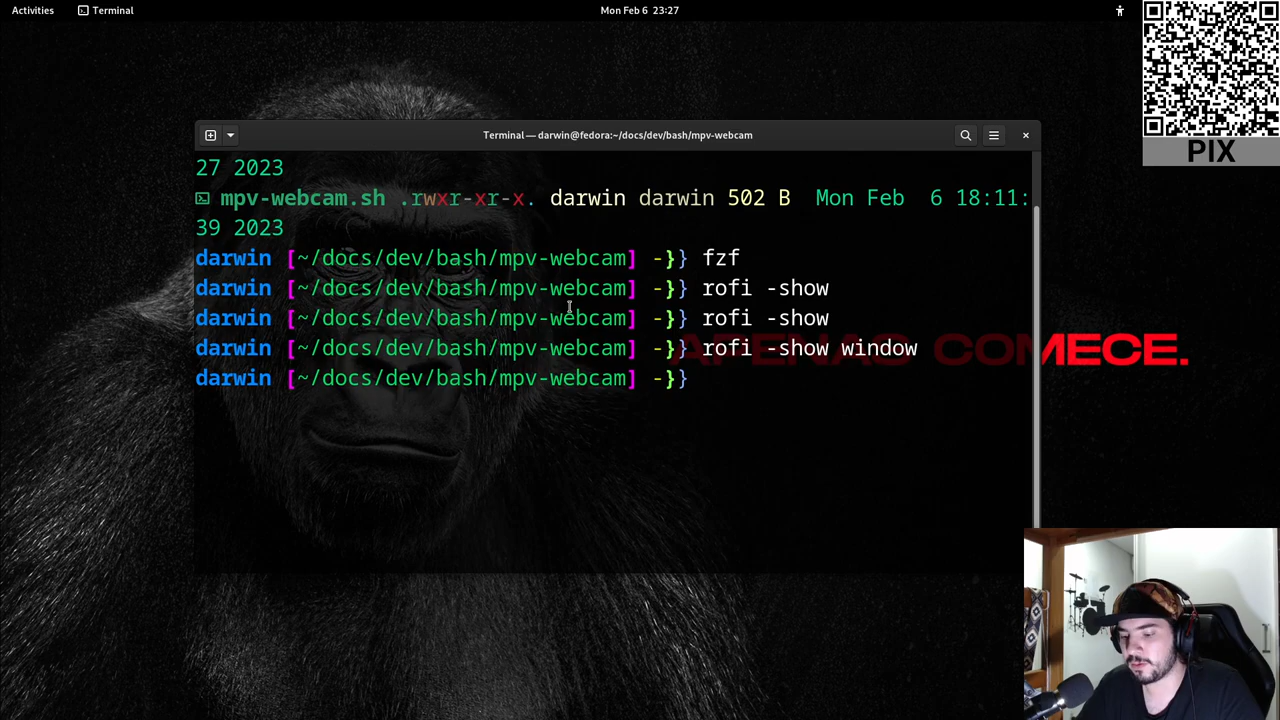 Activities Terminal Mon Feb 6 23:27
PIX
Terminal — darwin@fedora:~/docs/dev/bash/mpv-webcam
27 2023
mpv-webcam.sh .rwxr-xr-x. darwin darwin 502 B Mon Feb 6 18:11:
39 2023
darwin [~/docs/dev/bash/mpv-webcam] -}} fzf
darwin [~/docs/dev/bash/mpv-webcam] -}} rofi -show
darwin [~/docs/dev/bash/mpv-webcam] -}} rofi -show
darwin [~/docs/dev/bash/mpv-webcam] -}} rofi -show window
APENAS COMECE.
darwin [~/docs/dev/bash/mpv-webcam] -}}